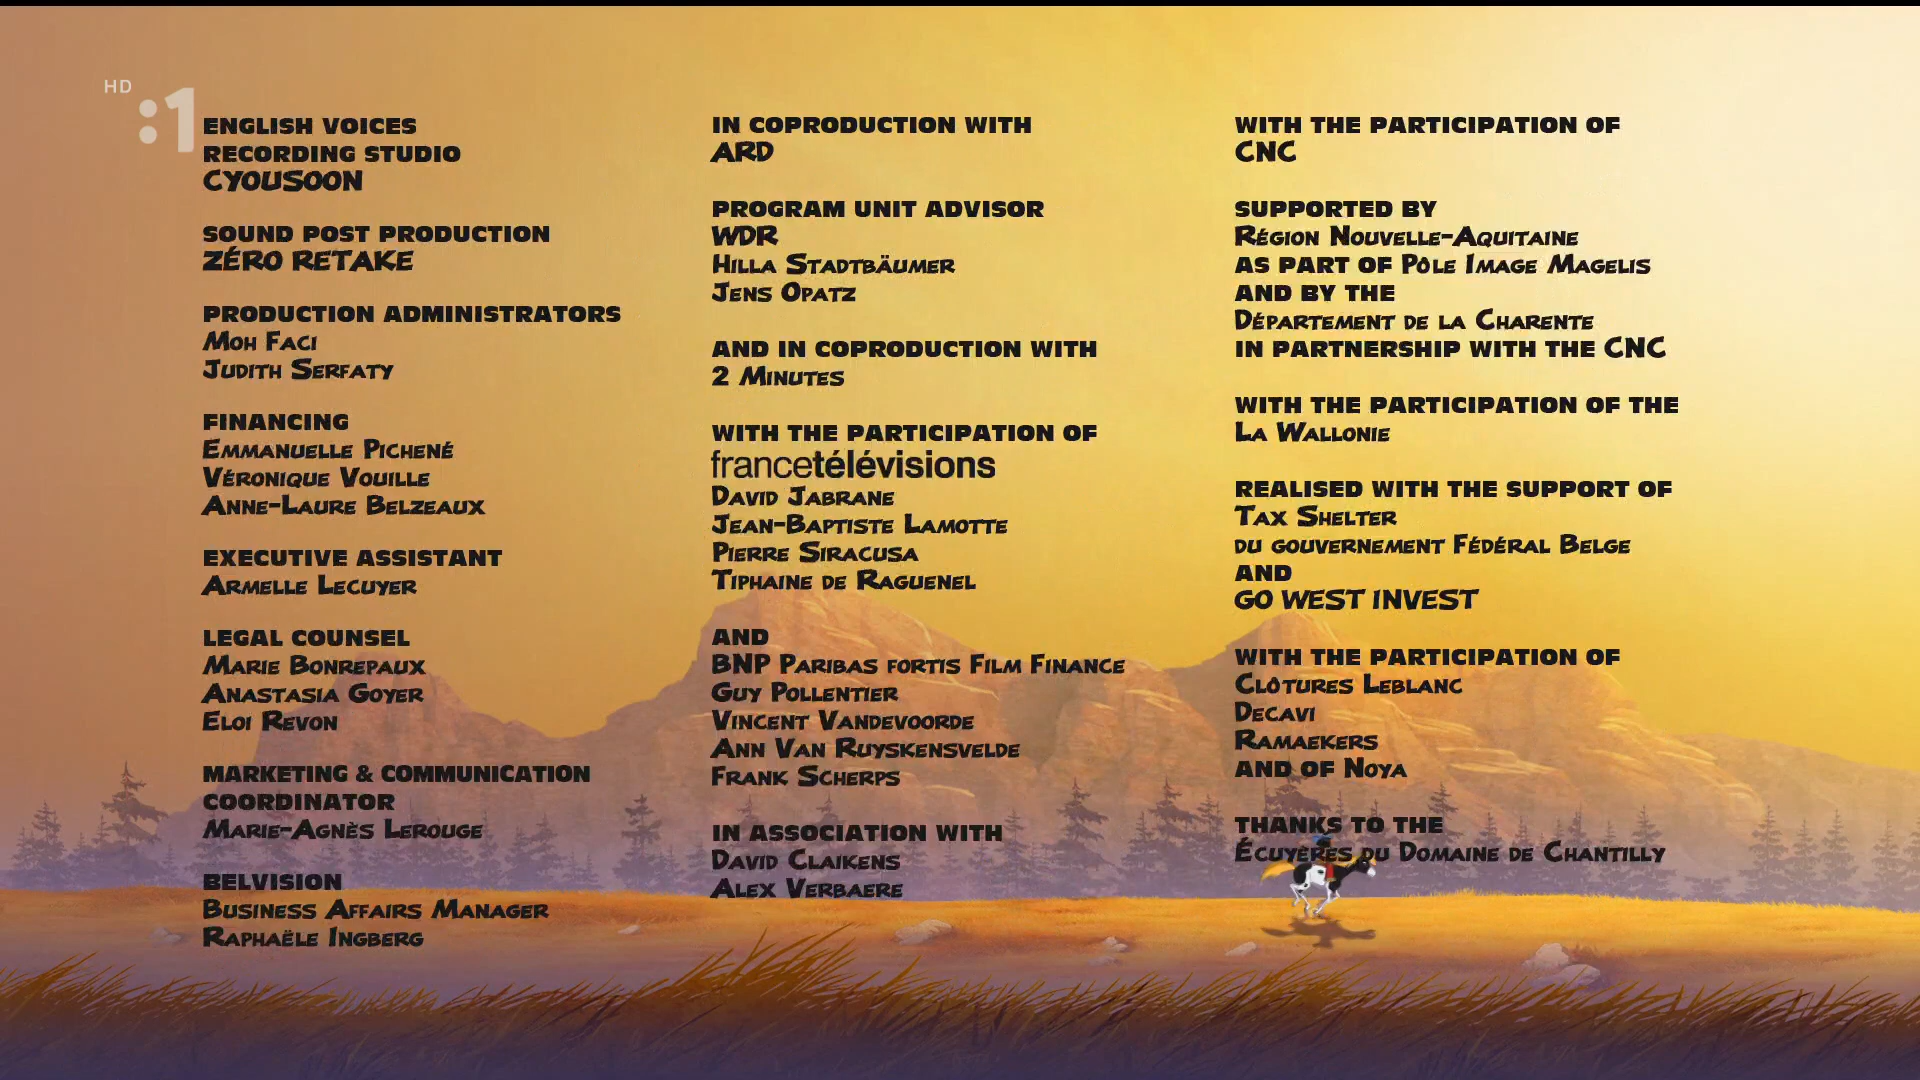 HD
:1
ENGLISH VOICES
RECORDING STUDIO
CYOUSOON
SOUND POST PRODUCTION
ZÉRO RETAKE
PRODUCTION ADMINISTRATORS
MOH FACI
JUDITH SERFATY
FINANCING
EMMANUELLE PICHENÉ
VÉRONIQUE VOUILLE
ANNE-LAURE BELZEAUX
EXECUTIVE ASSISTANT
ARMELLE LECUYER
LEGAL COUNSEL
MARIE BONREPAUX
ANASTASIA GOYER
ELOI REVON
MARKETING & COMMUNICATION
COORDINATOR
MARIE-AGNÈS LEROUGE
BELVISION
BUSINESS AFFAIRS MANAGER
RAPHAËLE INGBERG
IN COPRODUCTION WITH
ARD
PROGRAM UNIT ADVISOR
WDR
HILLA STADTBÄUMER
JENS OPATZ
AND IN COPRODUCTION WITH
2 MINUTES
WITH THE PARTICIPATION OF
francetélévisions
DAVID JABRANE
JEAN-BAPTISTE LAMOTTE
PIERRE SIRACUSA
TIPHAINE DE RAGUENEL
AND
BNP PARIBAS FORTIS FILM FINANCE
GUY POLLENTIER
VINCENT VANDEVOORDE
ANN VAN RUYSKENSVELDE
FRANK SCHERPS
IN ASSOCIATION WITH
DAVID CLAIKENS
ALEX VERBAERE
WITH THE PARTICIPATION OF
CNC
SUPPORTED BY
RÉGION NOUVELLE-AQUITAINE
AS PART OF PÔLE IMAGE MAGELIS
AND BY THE
DÉPARTEMENT DE LA CHARENTE
IN PARTNERSHIP WITH THE CNC
WITH THE PARTICIPATION OF THE
LA WALLONIE
REALISED WITH THE SUPPORT OF
TAX SHELTER
DU GOUVERNEMENT FÉDÉRAL BELGE
AND
GO WEST INVEST
WITH THE PARTICIPATION OF
CLÔTURES LEBLANC
DECAVI
RAMAEKERS
AND OF NOYA
THANKS TO THE
ÉCUYÈRES DU DOMAINE DE CHANTILLY